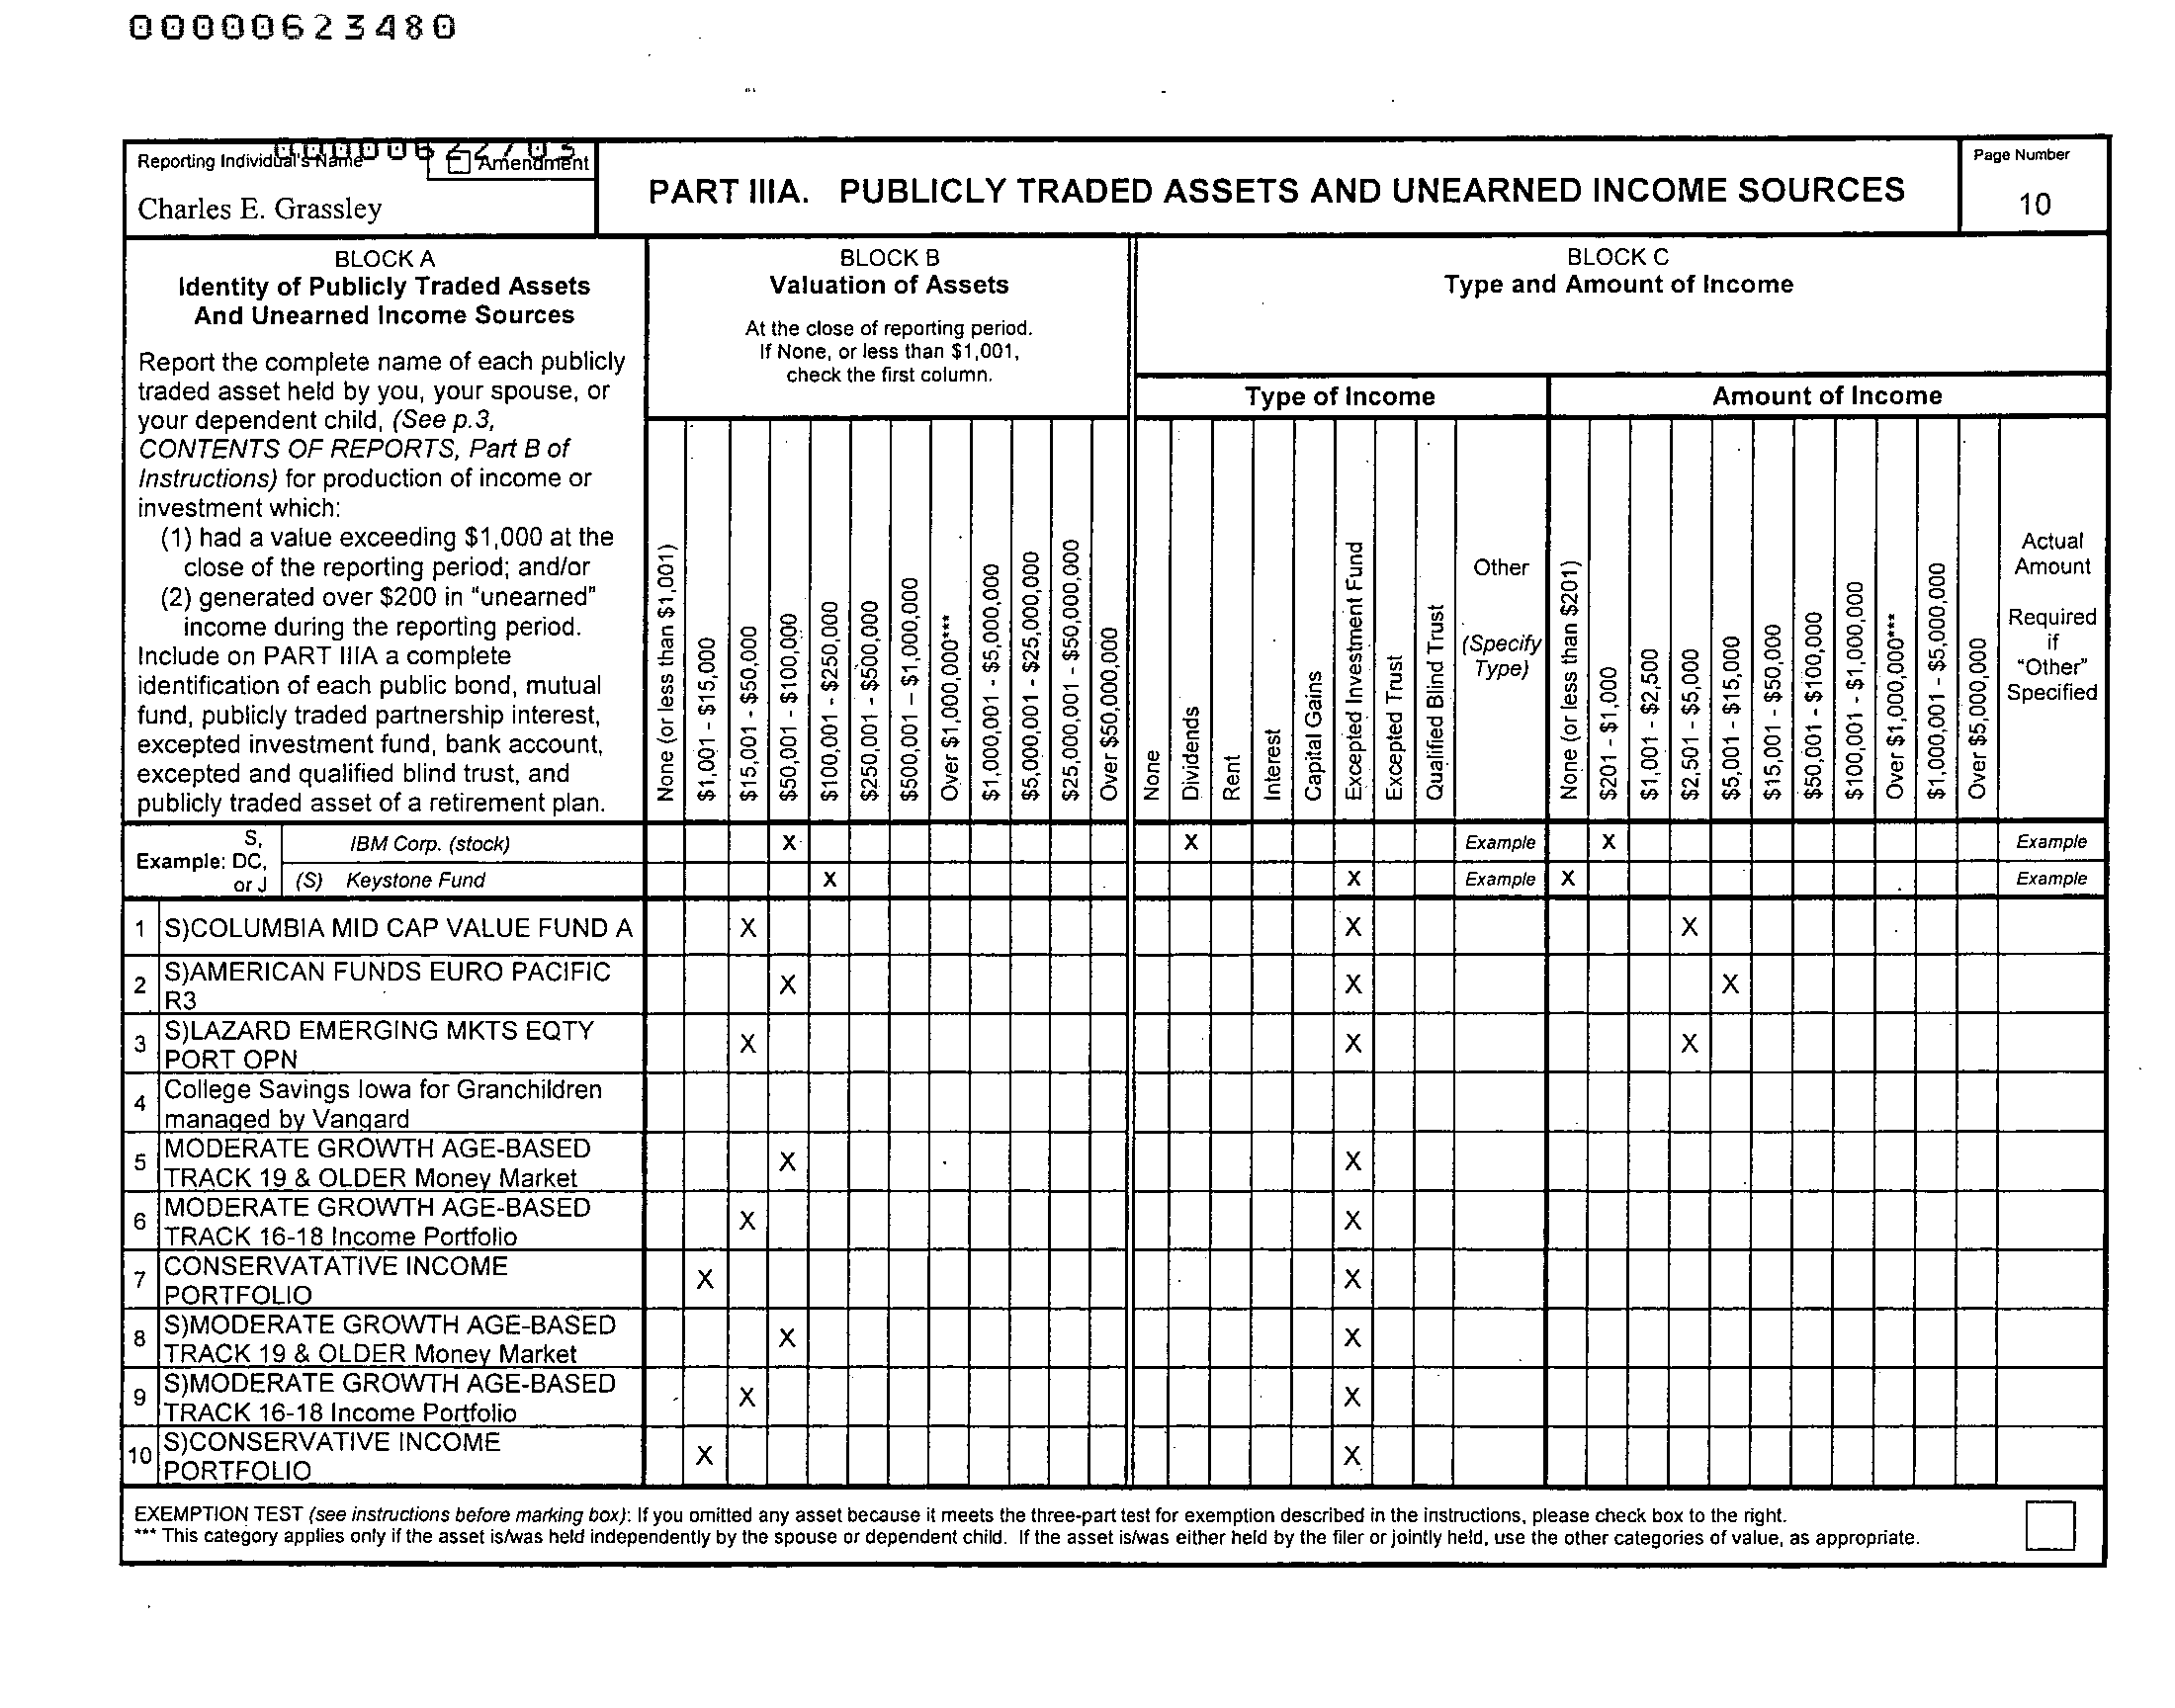 00000623480
Reporting Individual's Name
Amendment
Charles E. Grassley
PART IIIA. PUBLICLY TRADED ASSETS AND UNEARNED INCOME SOURCES
Page Number
10
BLOCK A
Identity of Publicly Traded Assets
And Unearned Income Sources
Report the complete name of each publicly
traded asset held by you, your spouse, or
your dependent child, (See p.3,
CONTENTS OF REPORTS, Part B of
Instructions) for production of income or
investment which:
(1) had a value exceeding $1,000 at the
close of the reporting period; and/or
(2) generated over $200 in "unearned"
income during the reporting period.
Include on PART IIIA a complete
identification of each public bond, mutual
fund, publicly traded partnership interest,
excepted investment fund, bank account,
excepted and qualified blind trust, and
publicly traded asset of a retirement plan.
BLOCK B
Valuation of Assets
At the close of reporting period.
If None, or less than $1,001,
check the first column.
None (or less than $1,001)
$1,001 - $15,000
$15,001 - $50,000
$50,001 - $100,000
$100,001 - $250,000
$250,001 - $500,000
$500,001 – $1,000,000
Over $1,000,000***
$1,000,001 - $5,000,000
$5,000,001 - $25,000,000
$25,000,001 - $50,000,000
Over $50,000,000
BLOCK C
Type and Amount of Income
Type of Income
None
Dividends
Rent
Interest
Capital Gains
Excepted Investment Fund
Excepted Trust
Qualified Blind Trust
Other
(Specify
Type)
Amount of Income
None (or less than $201)
$201 - $1,000
$1,001 - $2,500
$2,501 - $5,000
$5,001 - $15,000
$15,001 - $50,000
$50,001 - $100,000
$100,001 - $1,000,000
Over $1,000,000***
$1,000,001 - $5,000,000
Over $5,000,000
Actual
Amount
Required
if
"Other"
Specified
Example: S,
DC,
or J
IBM Corp. (stock) X X Example X Example
(S) Keystone Fund X X Example X Example
1 S)COLUMBIA MID CAP VALUE FUND A X X X
2 S)AMERICAN FUNDS EURO PACIFIC
R3 X X X
3 S)LAZARD EMERGING MKTS EQTY
PORT OPN X X X
4 College Savings Iowa for Granchildren
managed by Vangard
5 MODERATE GROWTH AGE-BASED
TRACK 19 & OLDER Money Market X X
6 MODERATE GROWTH AGE-BASED
TRACK 16-18 Income Portfolio X X
7 CONSERVATATIVE INCOME
PORTFOLIO X X
8 S)MODERATE GROWTH AGE-BASED
TRACK 19 & OLDER Money Market X X
9 S)MODERATE GROWTH AGE-BASED
TRACK 16-18 Income Portfolio X X
10 S)CONSERVATIVE INCOME
PORTFOLIO X X
EXEMPTION TEST (see instructions before marking box): If you omitted any asset because it meets the three-part test for exemption described in the instructions, please check box to the right.
*** This category applies only if the asset is/was held independently by the spouse or dependent child. If the asset is/was either held by the filer or jointly held, use the other categories of value, as appropriate.